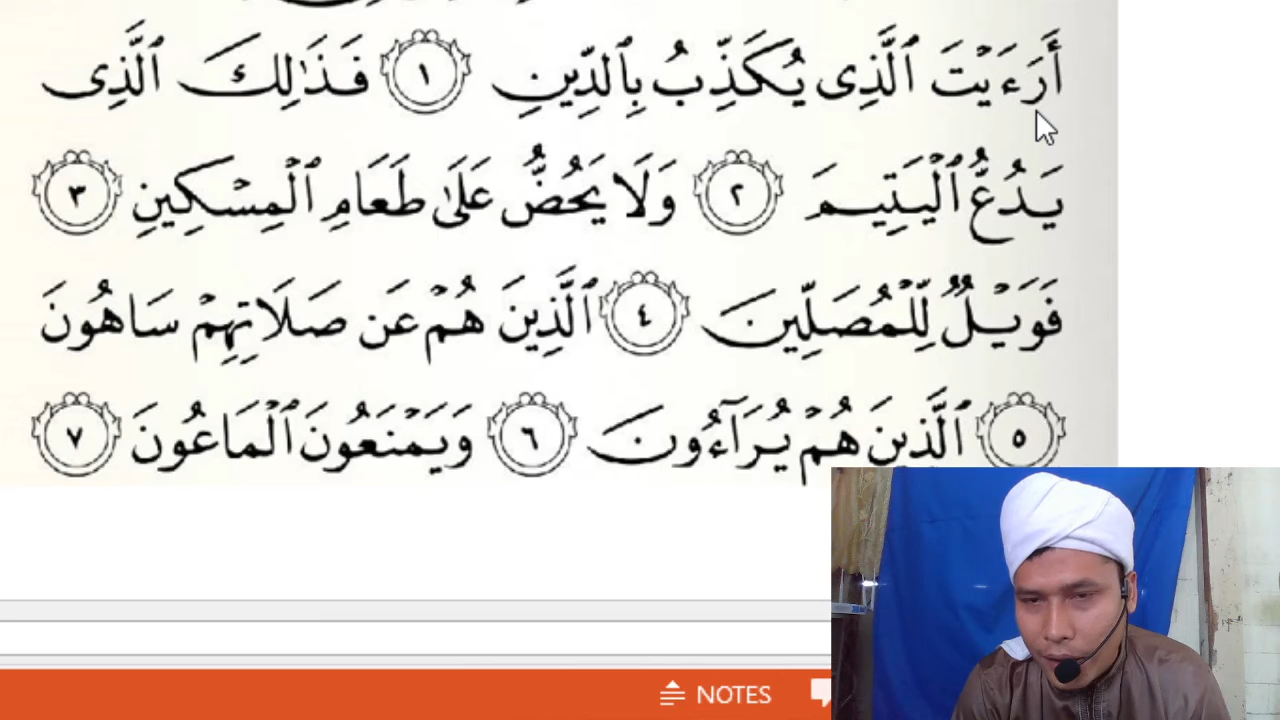 أَرَءَيْتَ ٱلَّذِى يُكَذِّبُ بِٱلدِّينِ ١ فَذَٰلِكَ ٱلَّذِى
يَدُعُّ ٱلْيَتِيمَ ٢ وَلَا يَحُضُّ عَلَىٰ طَعَامِ ٱلْمِسْكِينِ ٣
فَوَيْلٌ لِّلْمُصَلِّينَ ٤ ٱلَّذِينَ هُمْ عَن صَلَاتِهِمْ سَاهُونَ
٥ ٱلَّذِينَ هُمْ يُرَآءُونَ ٦ وَيَمْنَعُونَ ٱلْمَاعُونَ ٧
NOTES